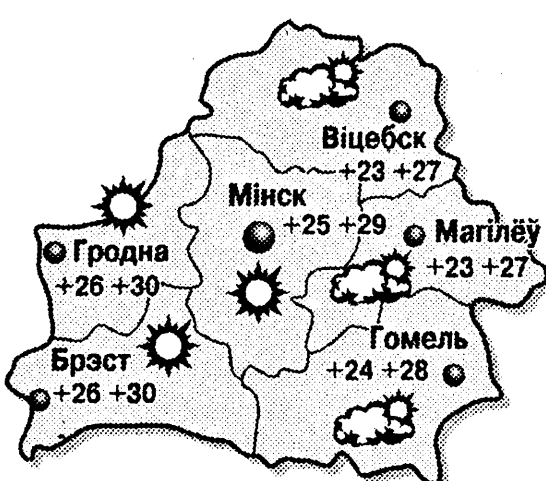 Віцебск
+23 +27
Мінск
+25 +29
Магілёў
+23 +27
Гродна
+26 +30
Гомель
+24 +28
Брэст
+26 +30